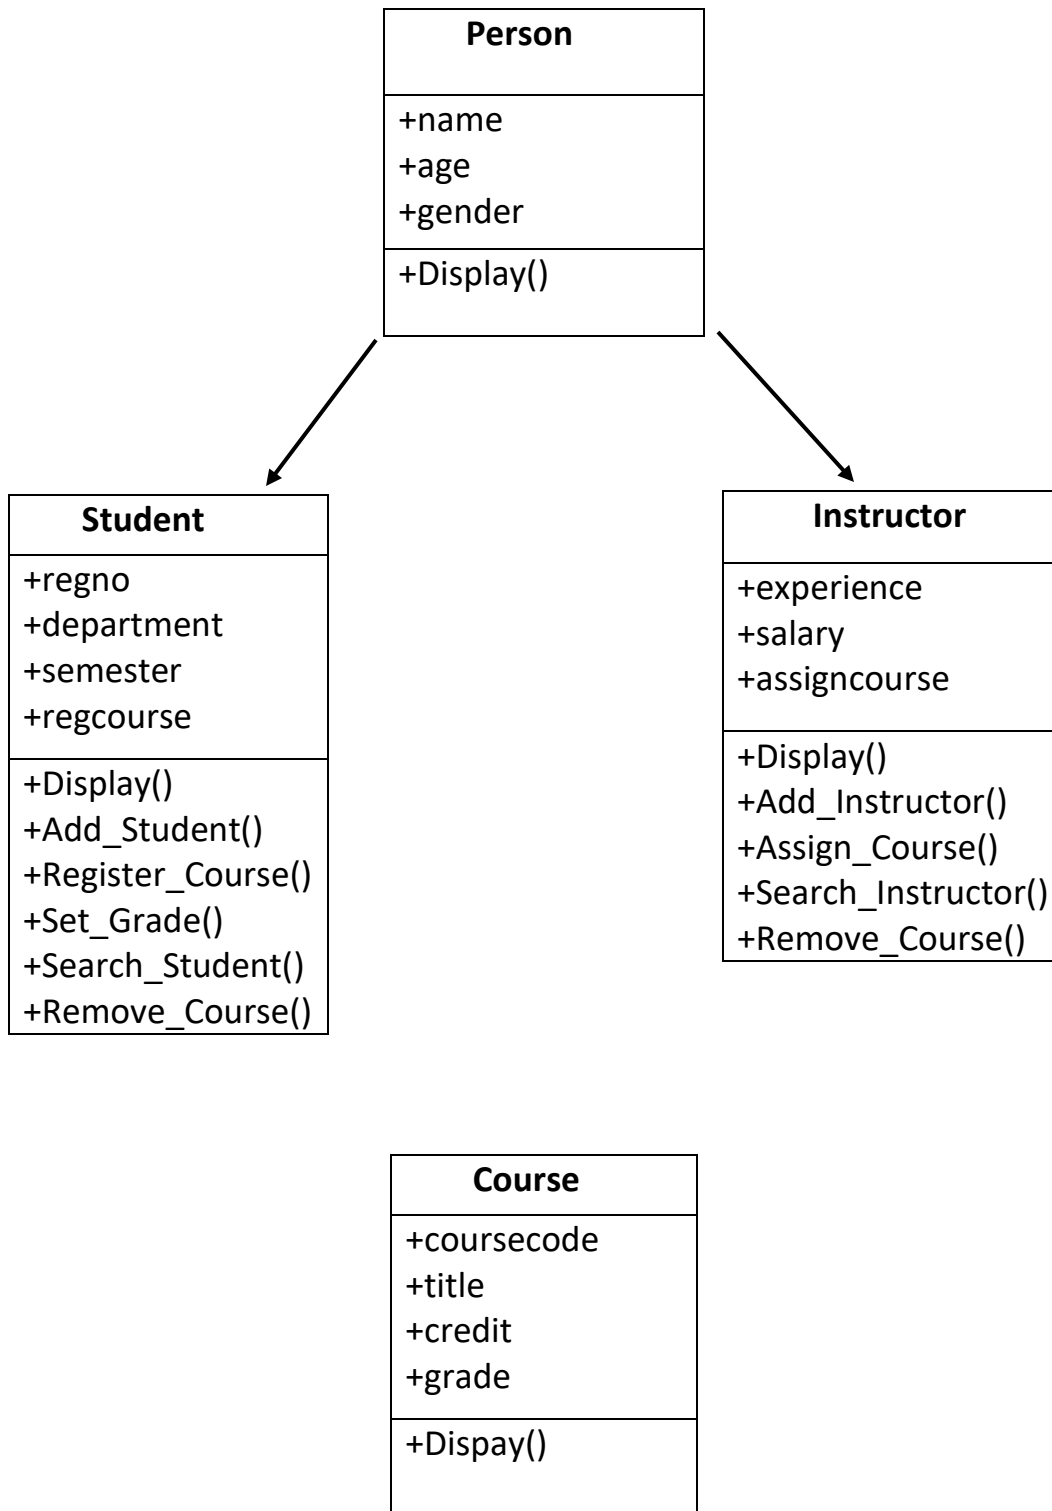 Person
+name
+age
+gender
+Display()
Student
+regno
+department
+semester
+regcourse
+Display()
+Add_Student()
+Register_Course()
+Set_Grade()
+Search_Student()
+Remove_Course()
Instructor
+experience
+salary
+assigncourse
+Display()
+Add_Instructor()
+Assign_Course()
+Search_Instructor()
+Remove_Course()
Course
+coursecode
+title
+credit
+grade
+Dispay()